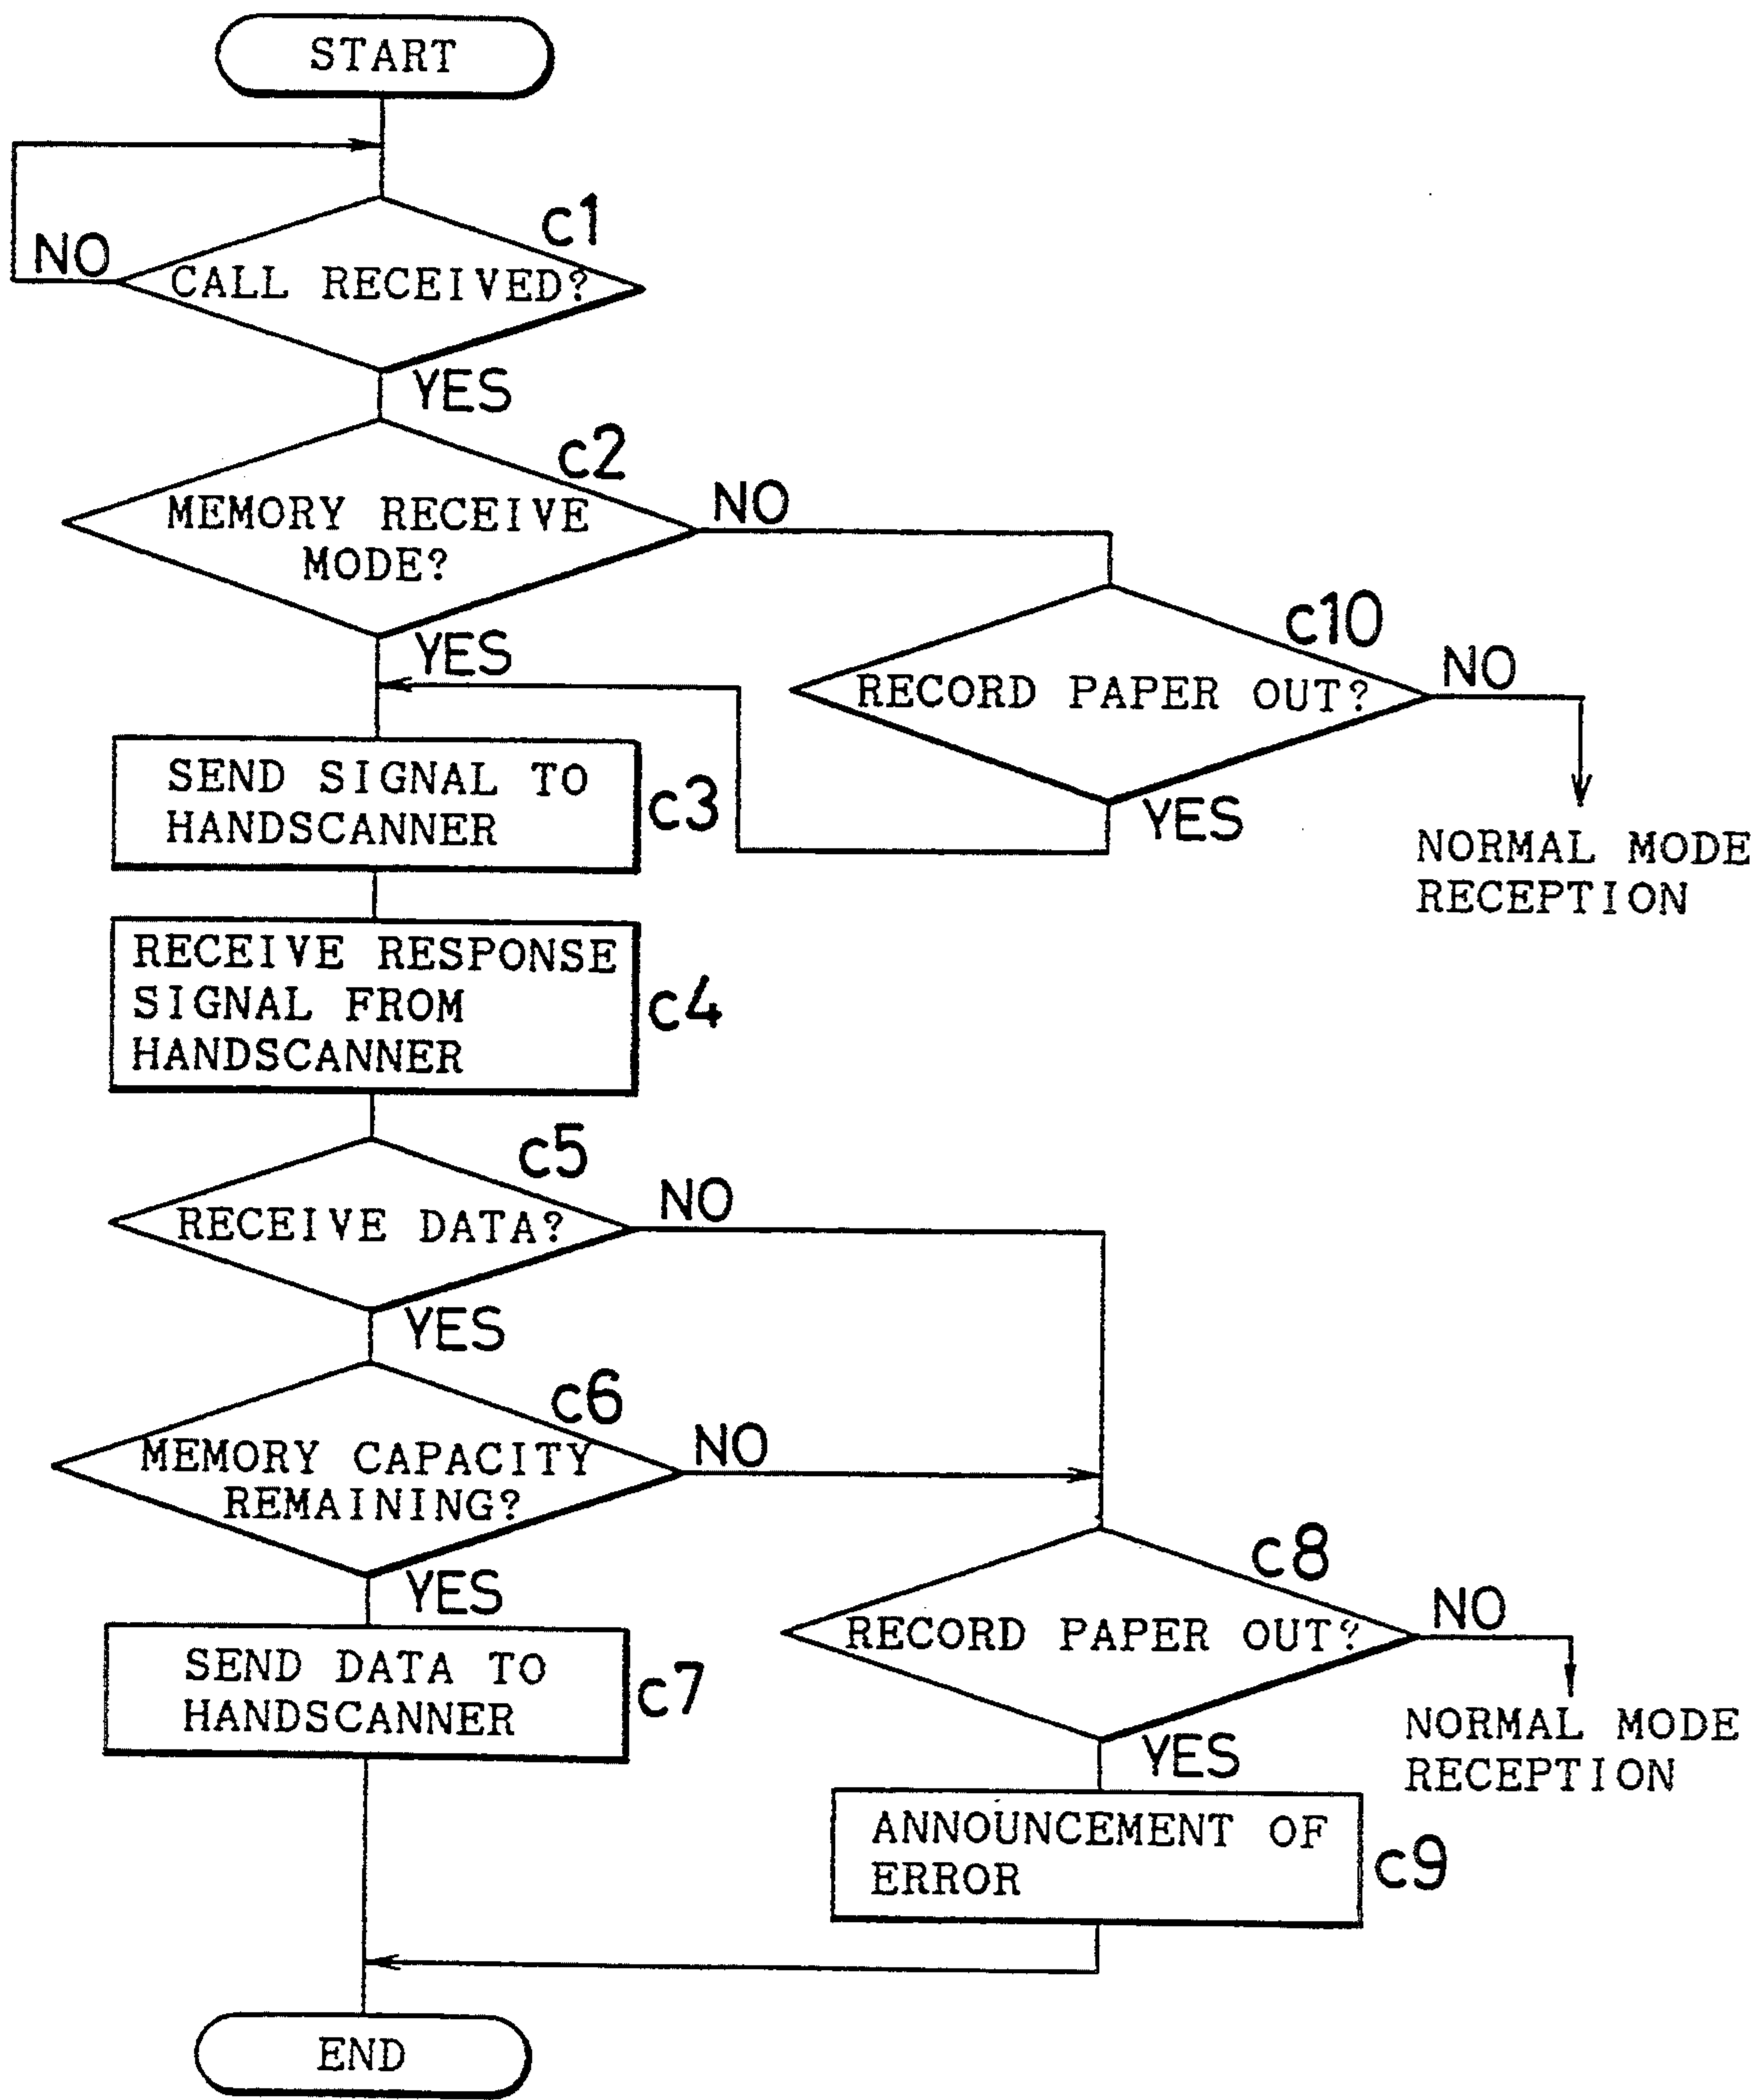 START
c1
NO
CALL RECEIVED?
YES
c2
NO
MEMORY RECEIVE
MODE?
YES
c10
NO
RECORD PAPER OUT?
YES
NORMAL MODE
RECEPTION
SEND SIGNAL TO
HANDSCANNER
c3
RECEIVE RESPONSE
SIGNAL FROM
HANDSCANNER
c4
c5
NO
RECEIVE DATA?
YES
c6
NO
MEMORY CAPACITY
REMAINING?
YES
SEND DATA TO
HANDSCANNER
c7
c8
NO
RECORD PAPER OUT?
YES
NORMAL MODE
RECEPTION
ANNOUNCEMENT OF
ERROR
c9
END